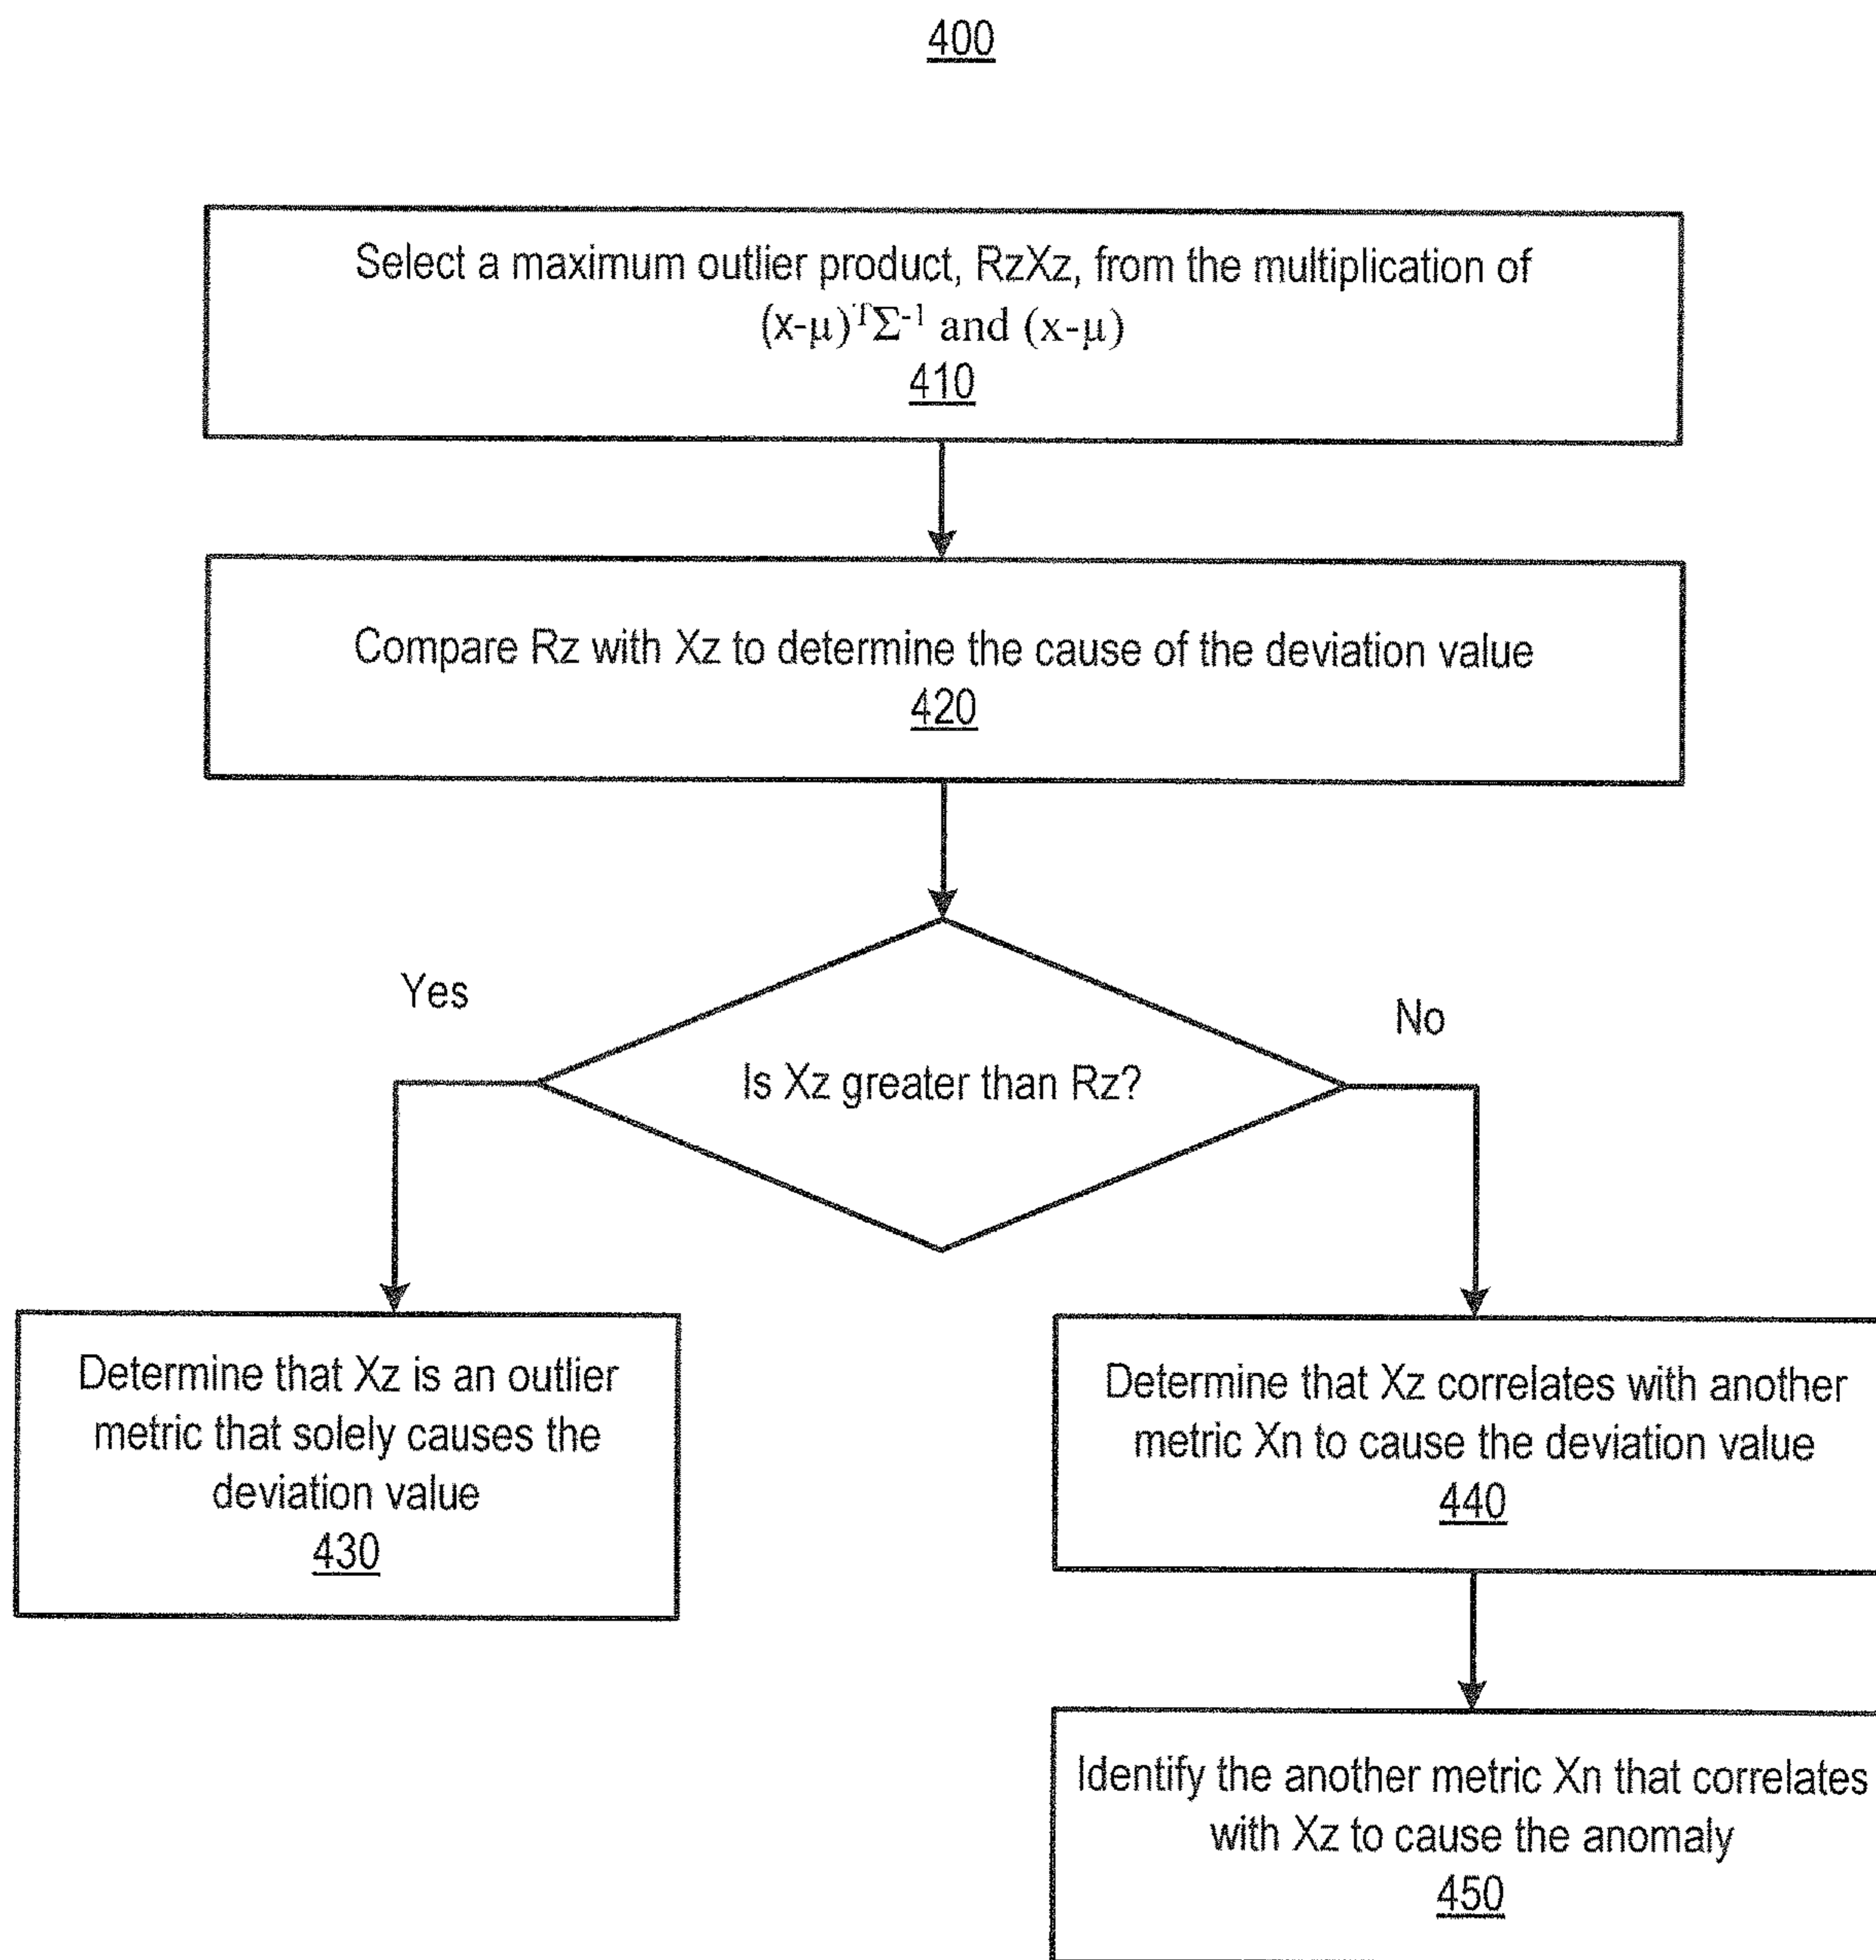 400
Select a maximum outlier product, RzXz, from the multiplication of
(x-μ)ᵀΣ⁻¹ and (x-μ)
410
Compare Rz with Xz to determine the cause of the deviation value
420
Yes
No
Is Xz greater than Rz?
Determine that Xz is an outlier
metric that solely causes the
deviation value
430
Determine that Xz correlates with another
metric Xn to cause the deviation value
440
Identify the another metric Xn that correlates
with Xz to cause the anomaly
450